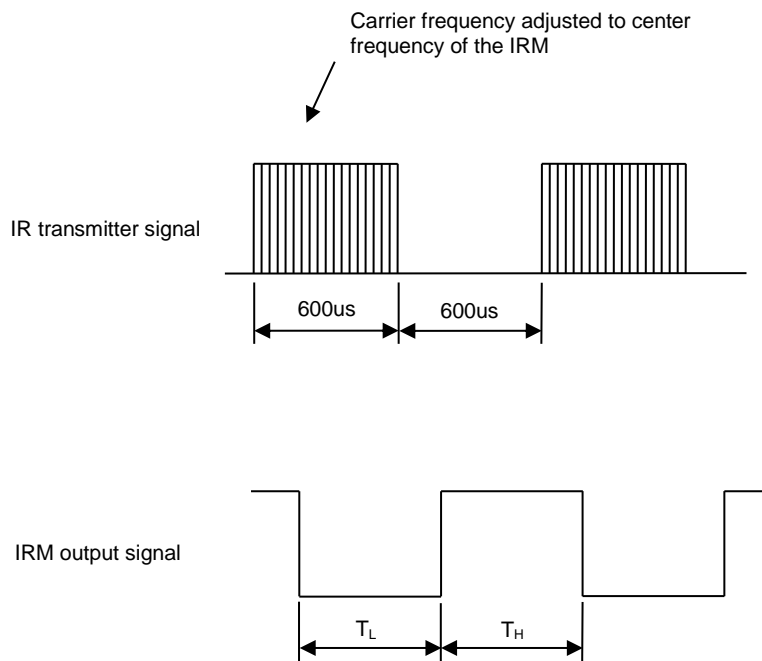 Carrier frequency adjusted to center
frequency of the IRM
IR transmitter signal
600us
600us
IRM output signal
TL
TH